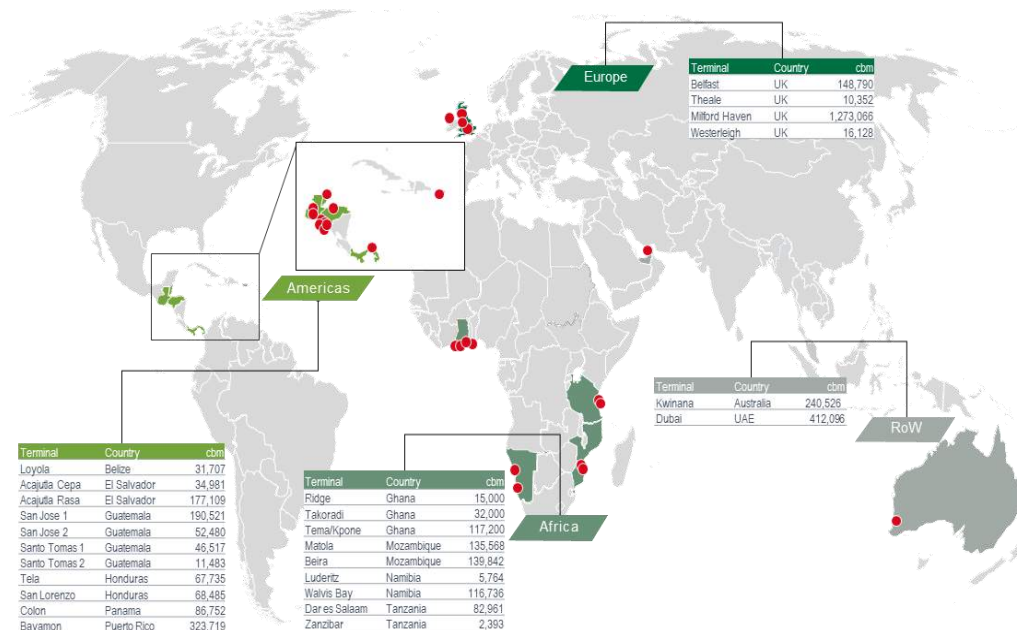 Europe
Terminal Country cbm
Belfast UK 148,790
Theale UK 10,352
Milford Haven UK 1,273,066
Westerleigh UK 16,128
Americas
Terminal Country cbm
Kwinana Australia 240,526
Dubai UAE 412,096
RoW
Terminal Country cbm
Loyola Belize 31,707
Acajutla Cepa El Salvador 34,981
Acajutla Rasa El Salvador 177,109
San Jose 1 Guatemala 190,521
San Jose 2 Guatemala 52,480
Santo Tomas 1 Guatemala 46,517
Santo Tomas 2 Guatemala 11,483
Tela Honduras 67,735
San Lorenzo Honduras 68,485
Colon Panama 86,752
Bayamon Puerto Rico 323,719
Terminal Country cbm
Ridge Ghana 15,000
Takoradi Ghana 32,000
Tema/Kpone Ghana 117,200
Matola Mozambique 135,568
Beira Mozambique 139,842
Luderitz Namibia 5,764
Walvis Bay Namibia 116,736
Dar es Salaam Tanzania 82,961
Zanzibar Tanzania 2,393
Africa